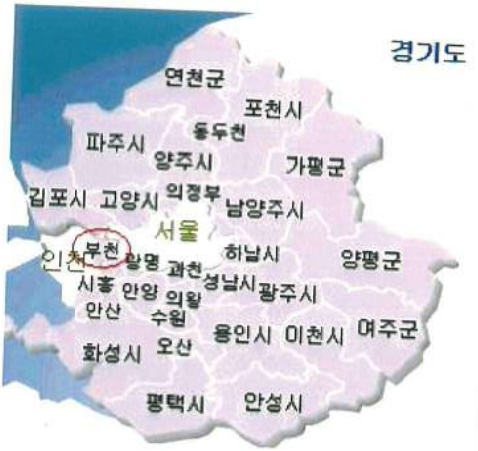 경기도
연천군
포천시
동두천
파주시
양주시
가평군
김포시 고양시 의정부 남양주시
서울
인천 부천 광명 과천 하남시 양평군
시흥 안양 의왕 성남시 광주시
안산 수원
용인시 이천시 여주군
화성시 오산
평택시 안성시